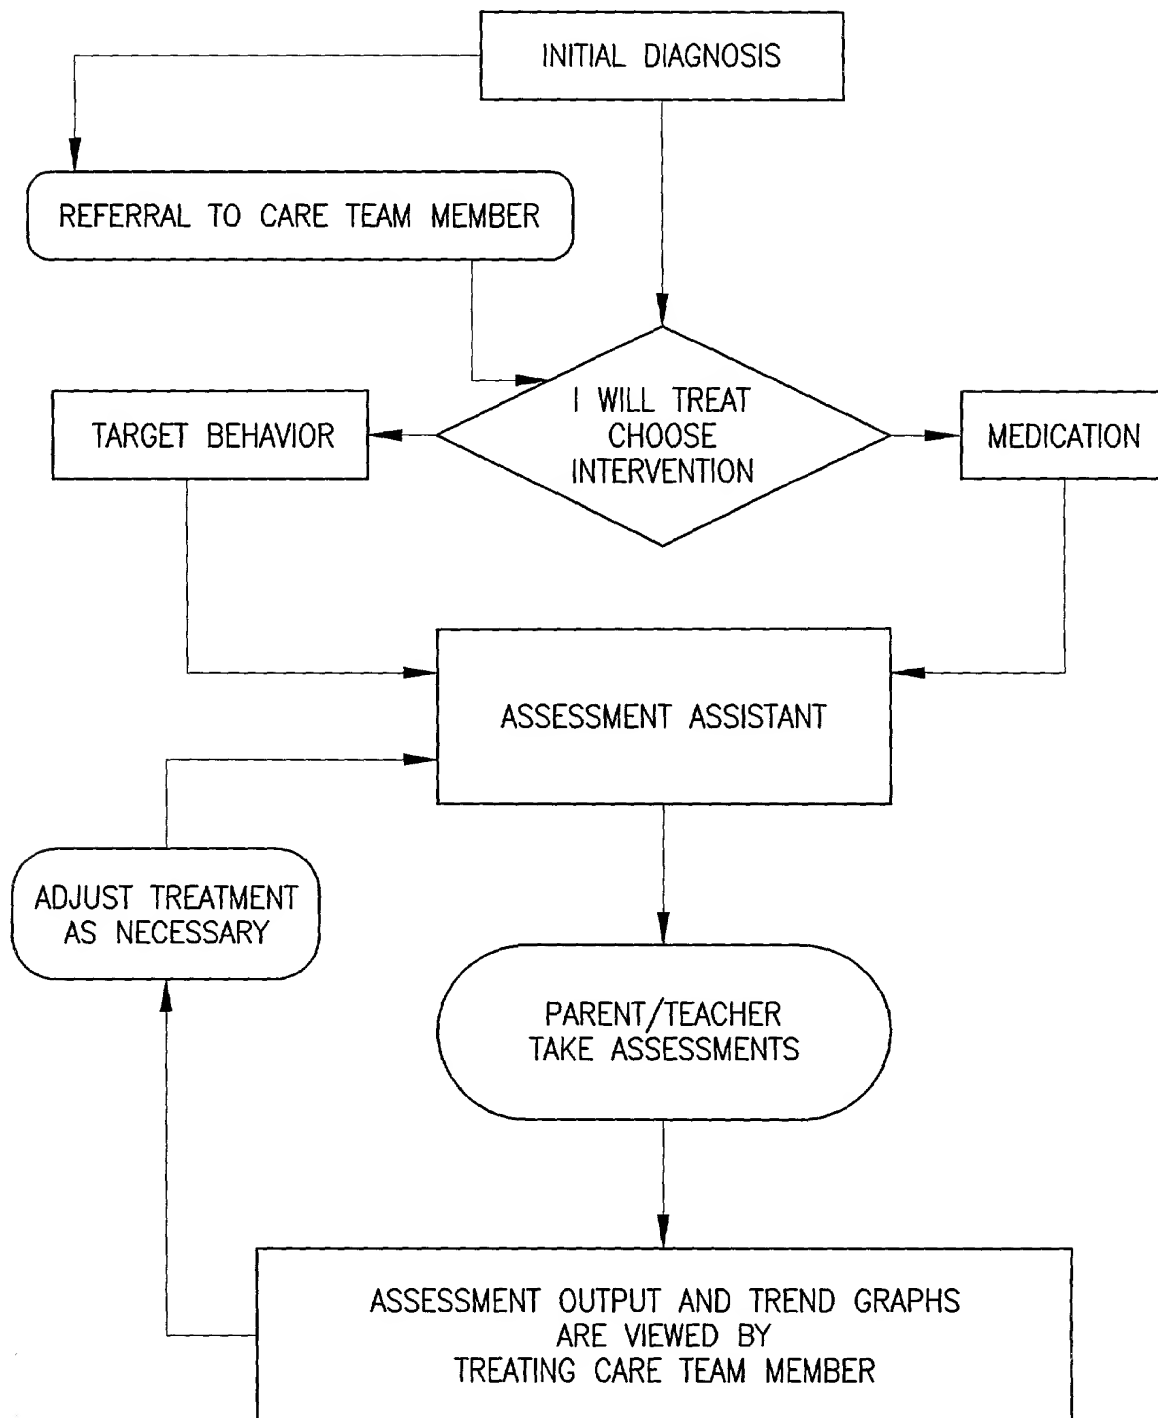 INITIAL DIAGNOSIS
REFERRAL TO CARE TEAM MEMBER
I WILL TREAT
CHOOSE
INTERVENTION
TARGET BEHAVIOR
MEDICATION
ASSESSMENT ASSISTANT
ADJUST TREATMENT
AS NECESSARY
PARENT/TEACHER
TAKE ASSESSMENTS
ASSESSMENT OUTPUT AND TREND GRAPHS
ARE VIEWED BY
TREATING CARE TEAM MEMBER